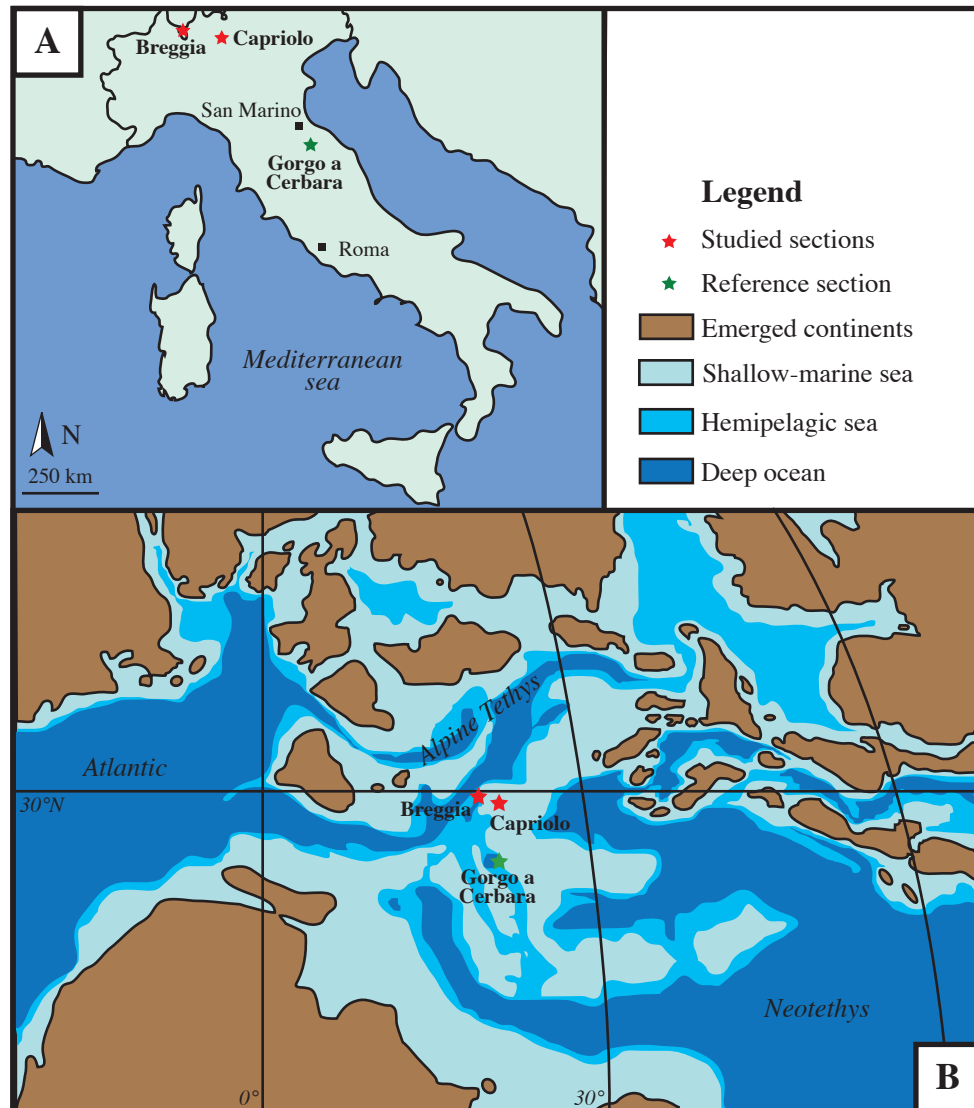 A
Breggia
Capriolo
San Marino
Gorgo a
Cerbara
Roma
Mediterranean
sea
N
250 km
Legend
Studied sections
Reference section
Emerged continents
Shallow-marine sea
Hemipelagic sea
Deep ocean
Alpine Tethys
Atlantic
30°N
Breggia
Capriolo
Gorgo a
Cerbara
Neotethys
0°
30°
B